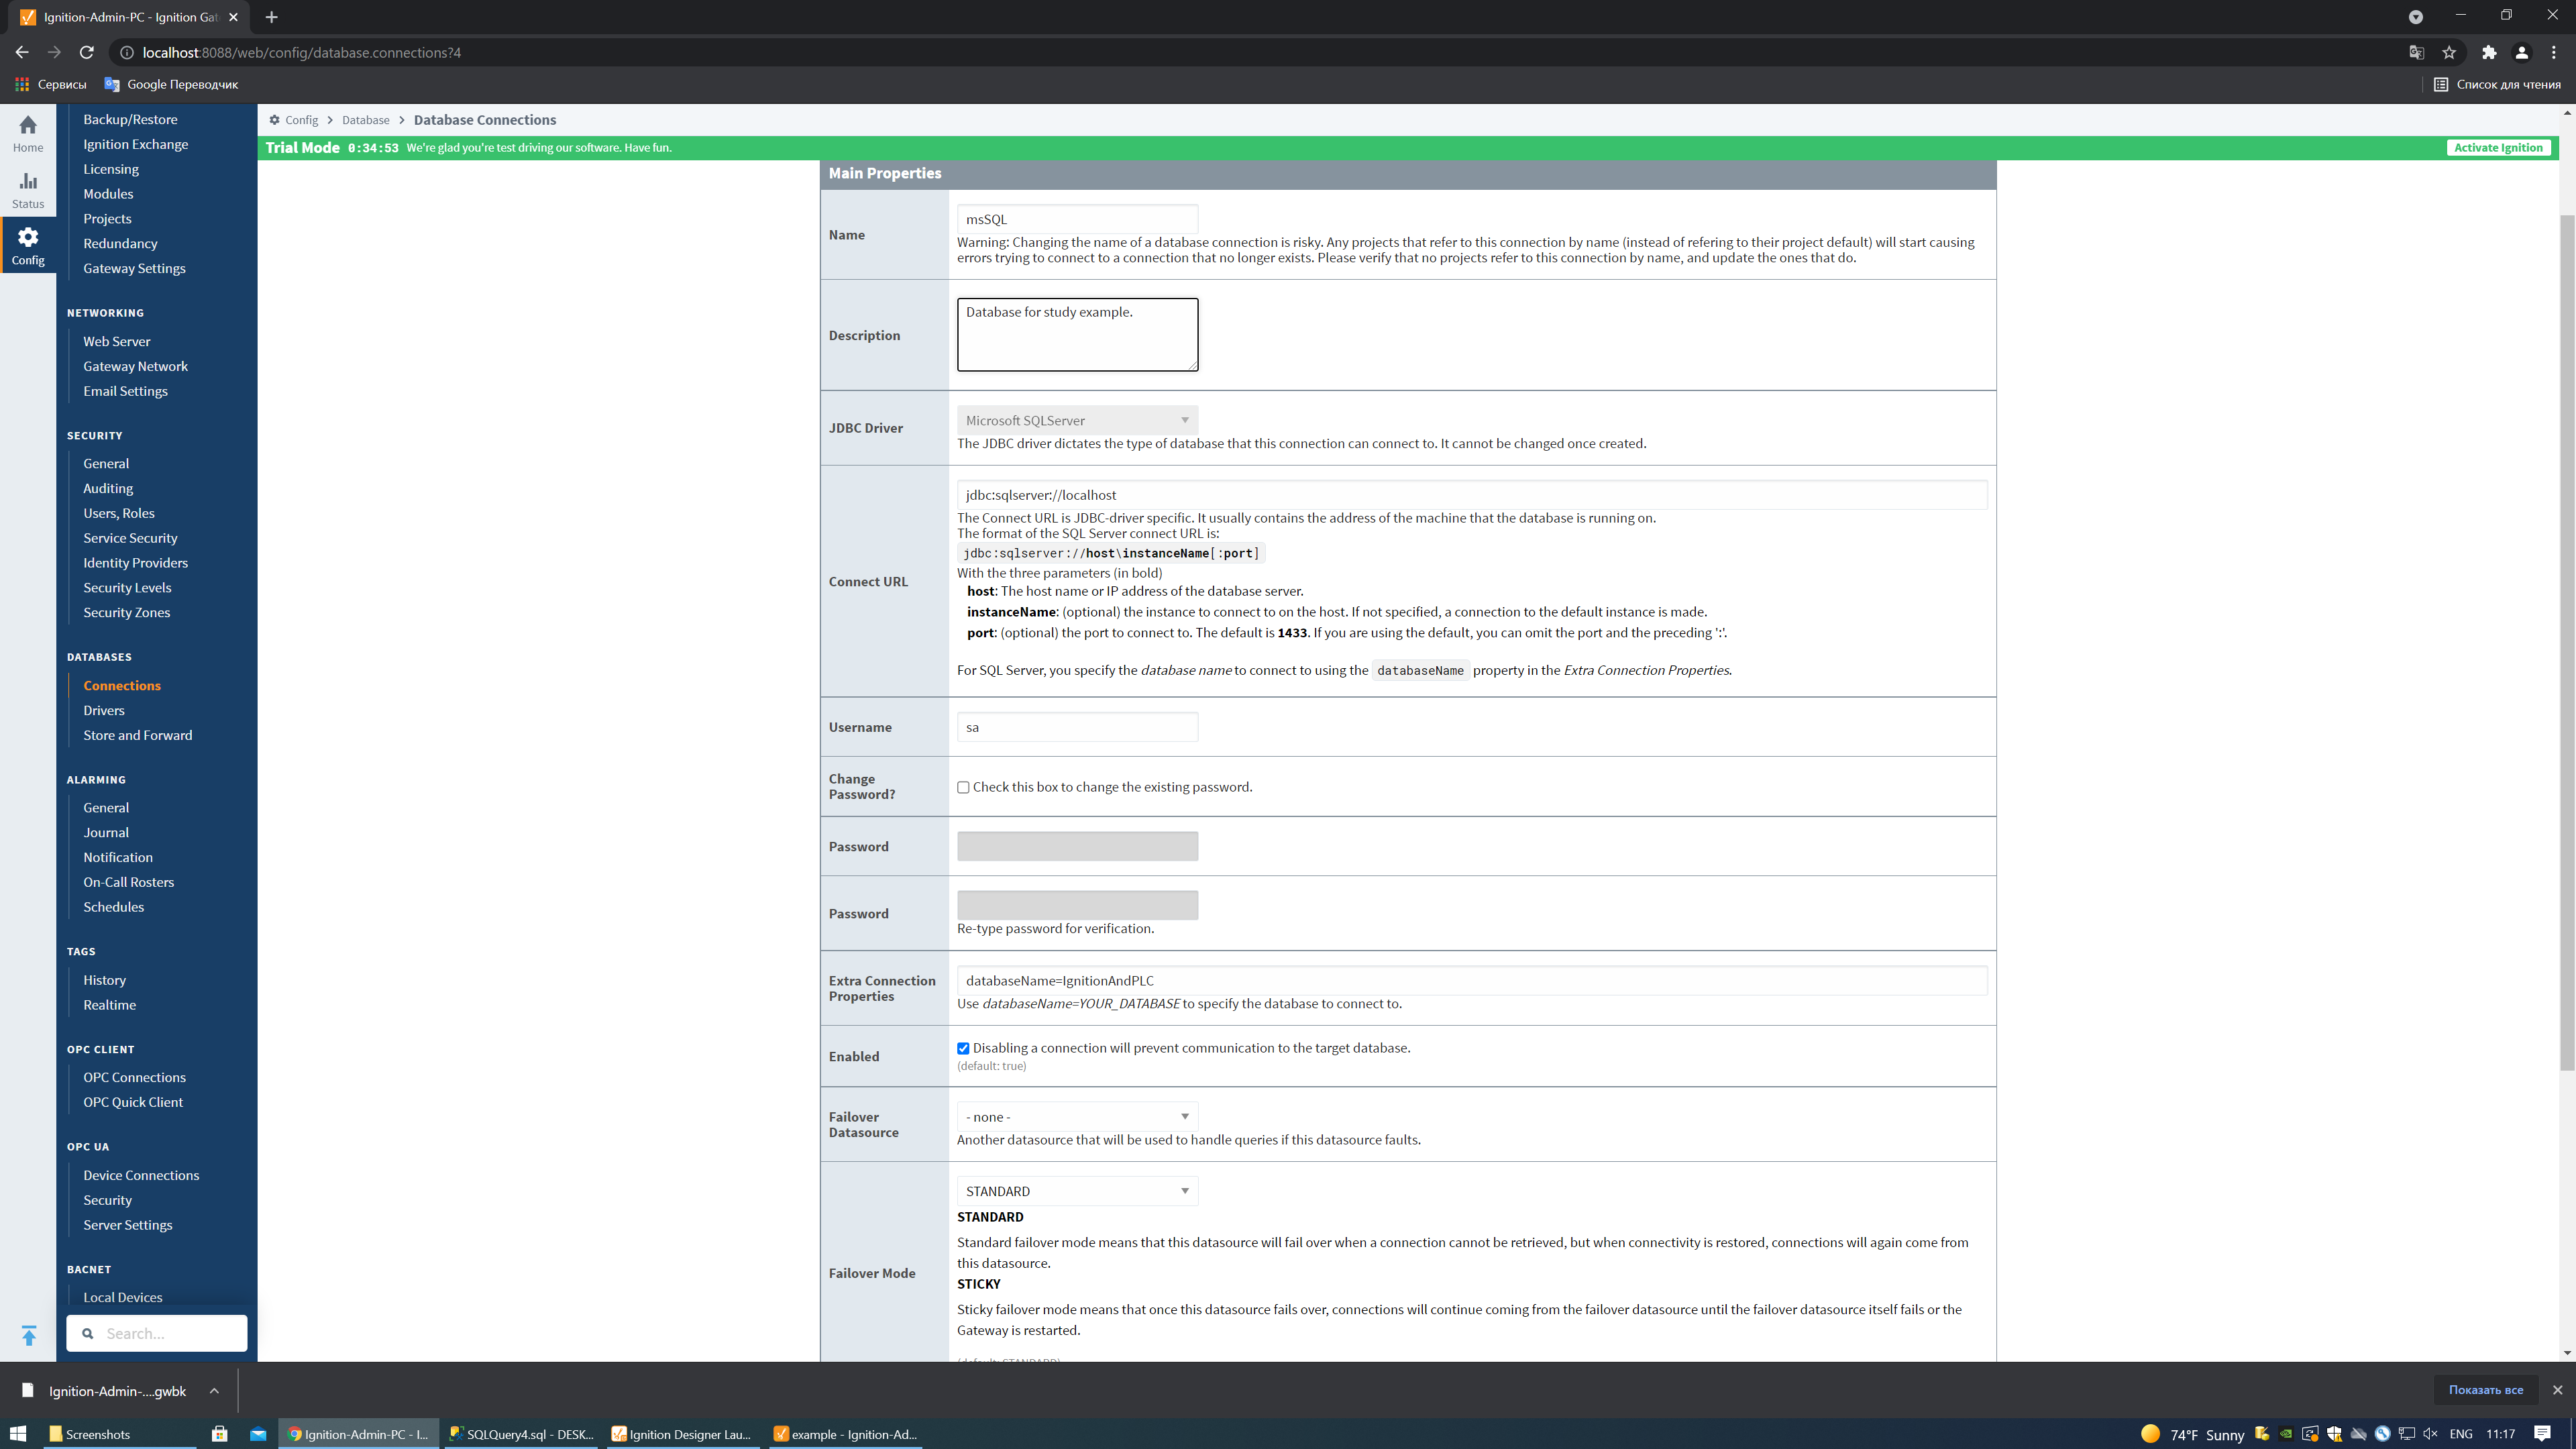 Ignition-Admin-PC - Ignition Gat
localhost:8088/web/config/database.connections?4
Сервисы
Google Переводчик
Список для чтения
Home
Status
Config
Backup/Restore
Ignition Exchange
Licensing
Modules
Projects
Redundancy
Gateway Settings
NETWORKING
Web Server
Gateway Network
Email Settings
SECURITY
General
Auditing
Users, Roles
Service Security
Identity Providers
Security Levels
Security Zones
DATABASES
Connections
Drivers
Store and Forward
ALARMING
General
Journal
Notification
On-Call Rosters
Schedules
TAGS
History
Realtime
OPC CLIENT
OPC Connections
OPC Quick Client
OPC UA
Device Connections
Security
Server Settings
BACNET
Local Devices
Search...
Config > Database > Database Connections
Trial Mode 0:34:53 We're glad you're test driving our software. Have fun.
Activate Ignition
Main Properties
Name
msSQL
Warning: Changing the name of a database connection is risky. Any projects that refer to this connection by name (instead of refering to their project default) will start causing
errors trying to connect to a connection that no longer exists. Please verify that no projects refer to this connection by name, and update the ones that do.
Description
Database for study example.
JDBC Driver
Microsoft SQLServer
The JDBC driver dictates the type of database that this connection can connect to. It cannot be changed once created.
Connect URL
jdbc:sqlserver://localhost
The Connect URL is JDBC-driver specific. It usually contains the address of the machine that the database is running on.
The format of the SQL Server connect URL is:
jdbc:sqlserver://host\instanceName[:port]
With the three parameters (in bold)
host: The host name or IP address of the database server.
instanceName: (optional) the instance to connect to on the host. If not specified, a connection to the default instance is made.
port: (optional) the port to connect to. The default is 1433. If you are using the default, you can omit the port and the preceding ':'.
For SQL Server, you specify the database name to connect to using the databaseName property in the Extra Connection Properties.
Username
sa
Change
Password?
Check this box to change the existing password.
Password
Password
Re-type password for verification.
Extra Connection
Properties
databaseName=IgnitionAndPLC
Use databaseName=YOUR_DATABASE to specify the database to connect to.
Enabled
Disabling a connection will prevent communication to the target database.
(default: true)
Failover
Datasource
- none -
Another datasource that will be used to handle queries if this datasource faults.
Failover Mode
STANDARD
STANDARD
Standard failover mode means that this datasource will fail over when a connection cannot be retrieved, but when connectivity is restored, connections will again come from
this datasource.
STICKY
Sticky failover mode means that once this datasource fails over, connections will continue coming from the failover datasource until the failover datasource itself fails or the
Gateway is restarted.
(default: STANDARD)
Ignition-Admin-....gwbk
Показать все
Screenshots
Ignition-Admin-PC - I...
SQLQuery4.sql - DESK...
Ignition Designer Lau...
example - Ignition-Ad...
74°F Sunny
ENG
11:17